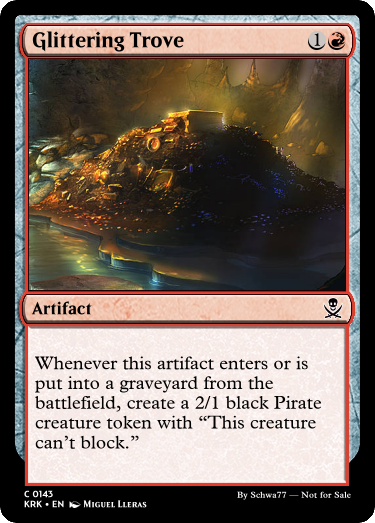 Glittering Trove 1
Artifact
Whenever this artifact enters or is
put into a graveyard from the
battlefield, create a 2/1 black Pirate
creature token with “This creature
can’t block.”
C 0143
KRK • EN Miguel Lleras
By Schwa77 — Not for Sale